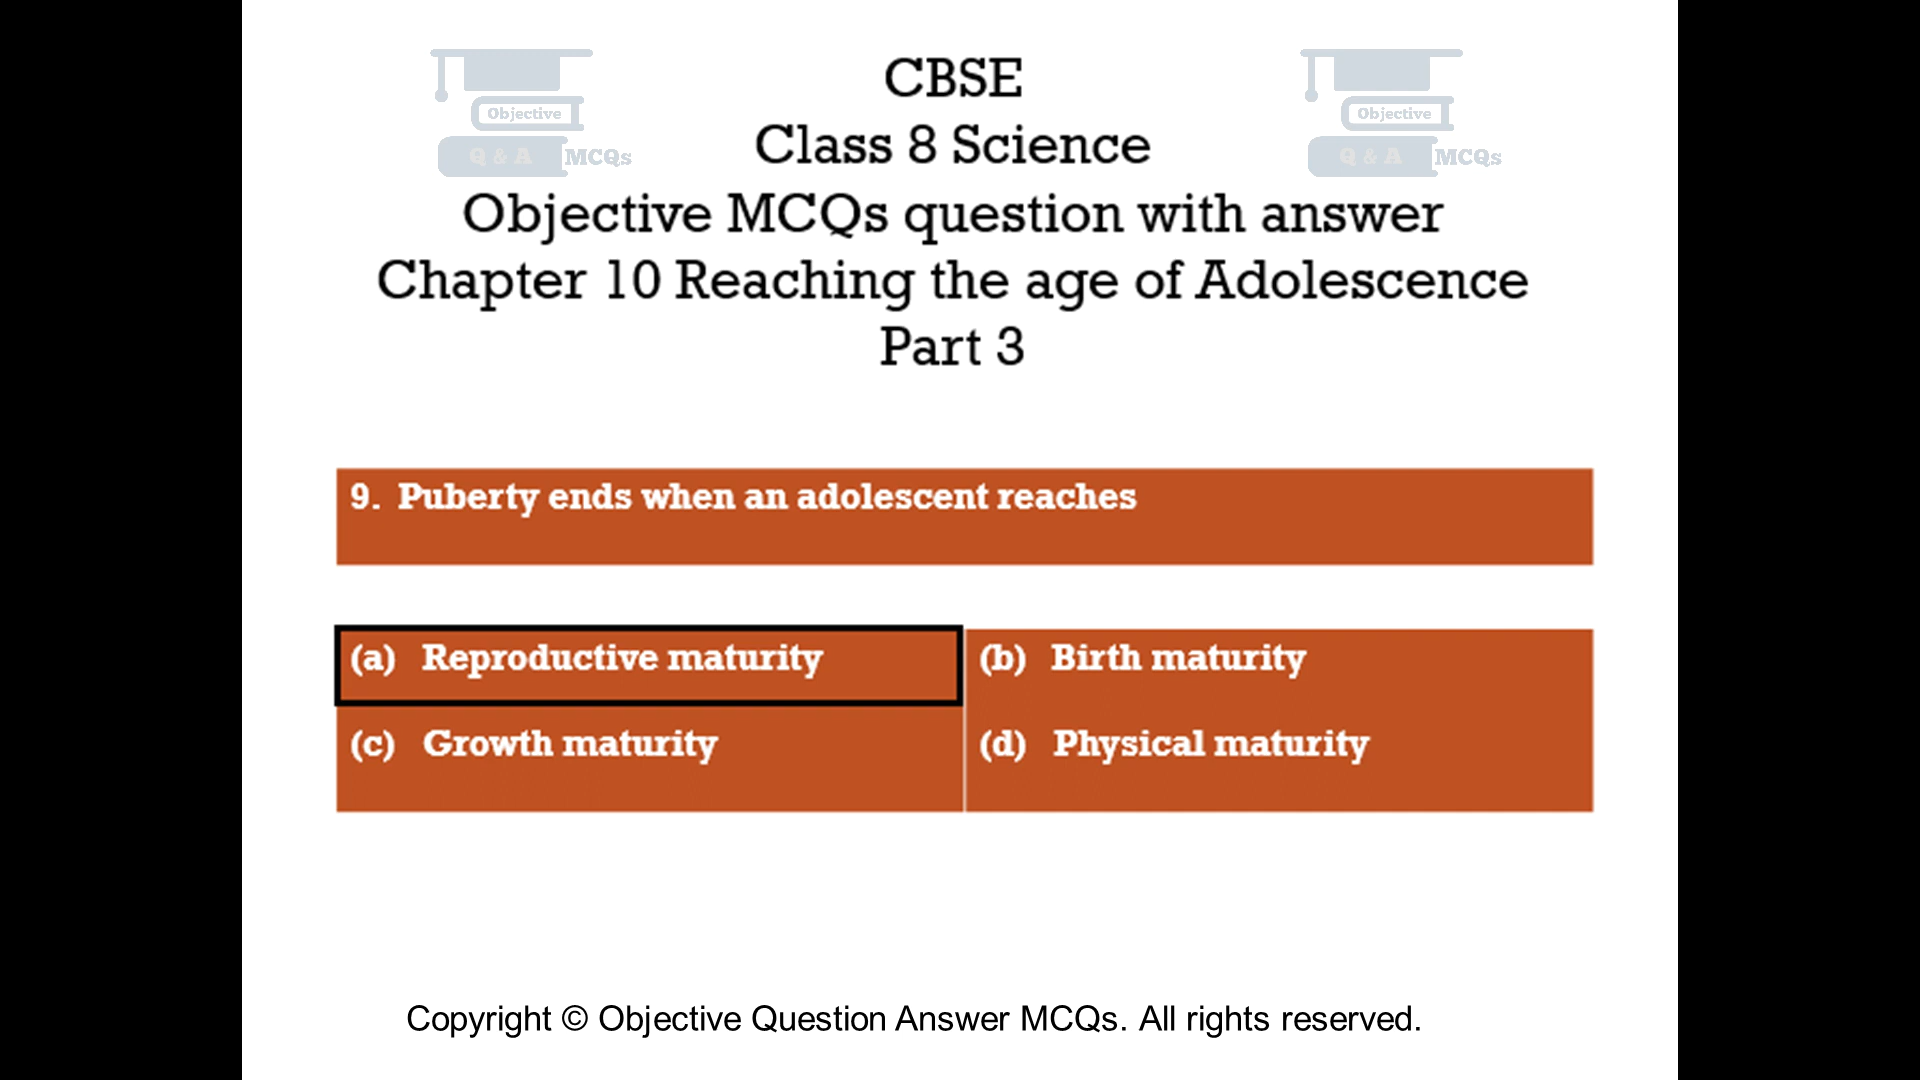 Objective
Q & A MCQs
Objective
Q & A MCQs
CBSE
Class 8 Science
Objective MCQs question with answer
Chapter 10 Reaching the age of Adolescence
Part 3
9. Puberty ends when an adolescent reaches
(a) Reproductive maturity
(b) Birth maturity
(c) Growth maturity
(d) Physical maturity
Copyright © Objective Question Answer MCQs. All rights reserved.